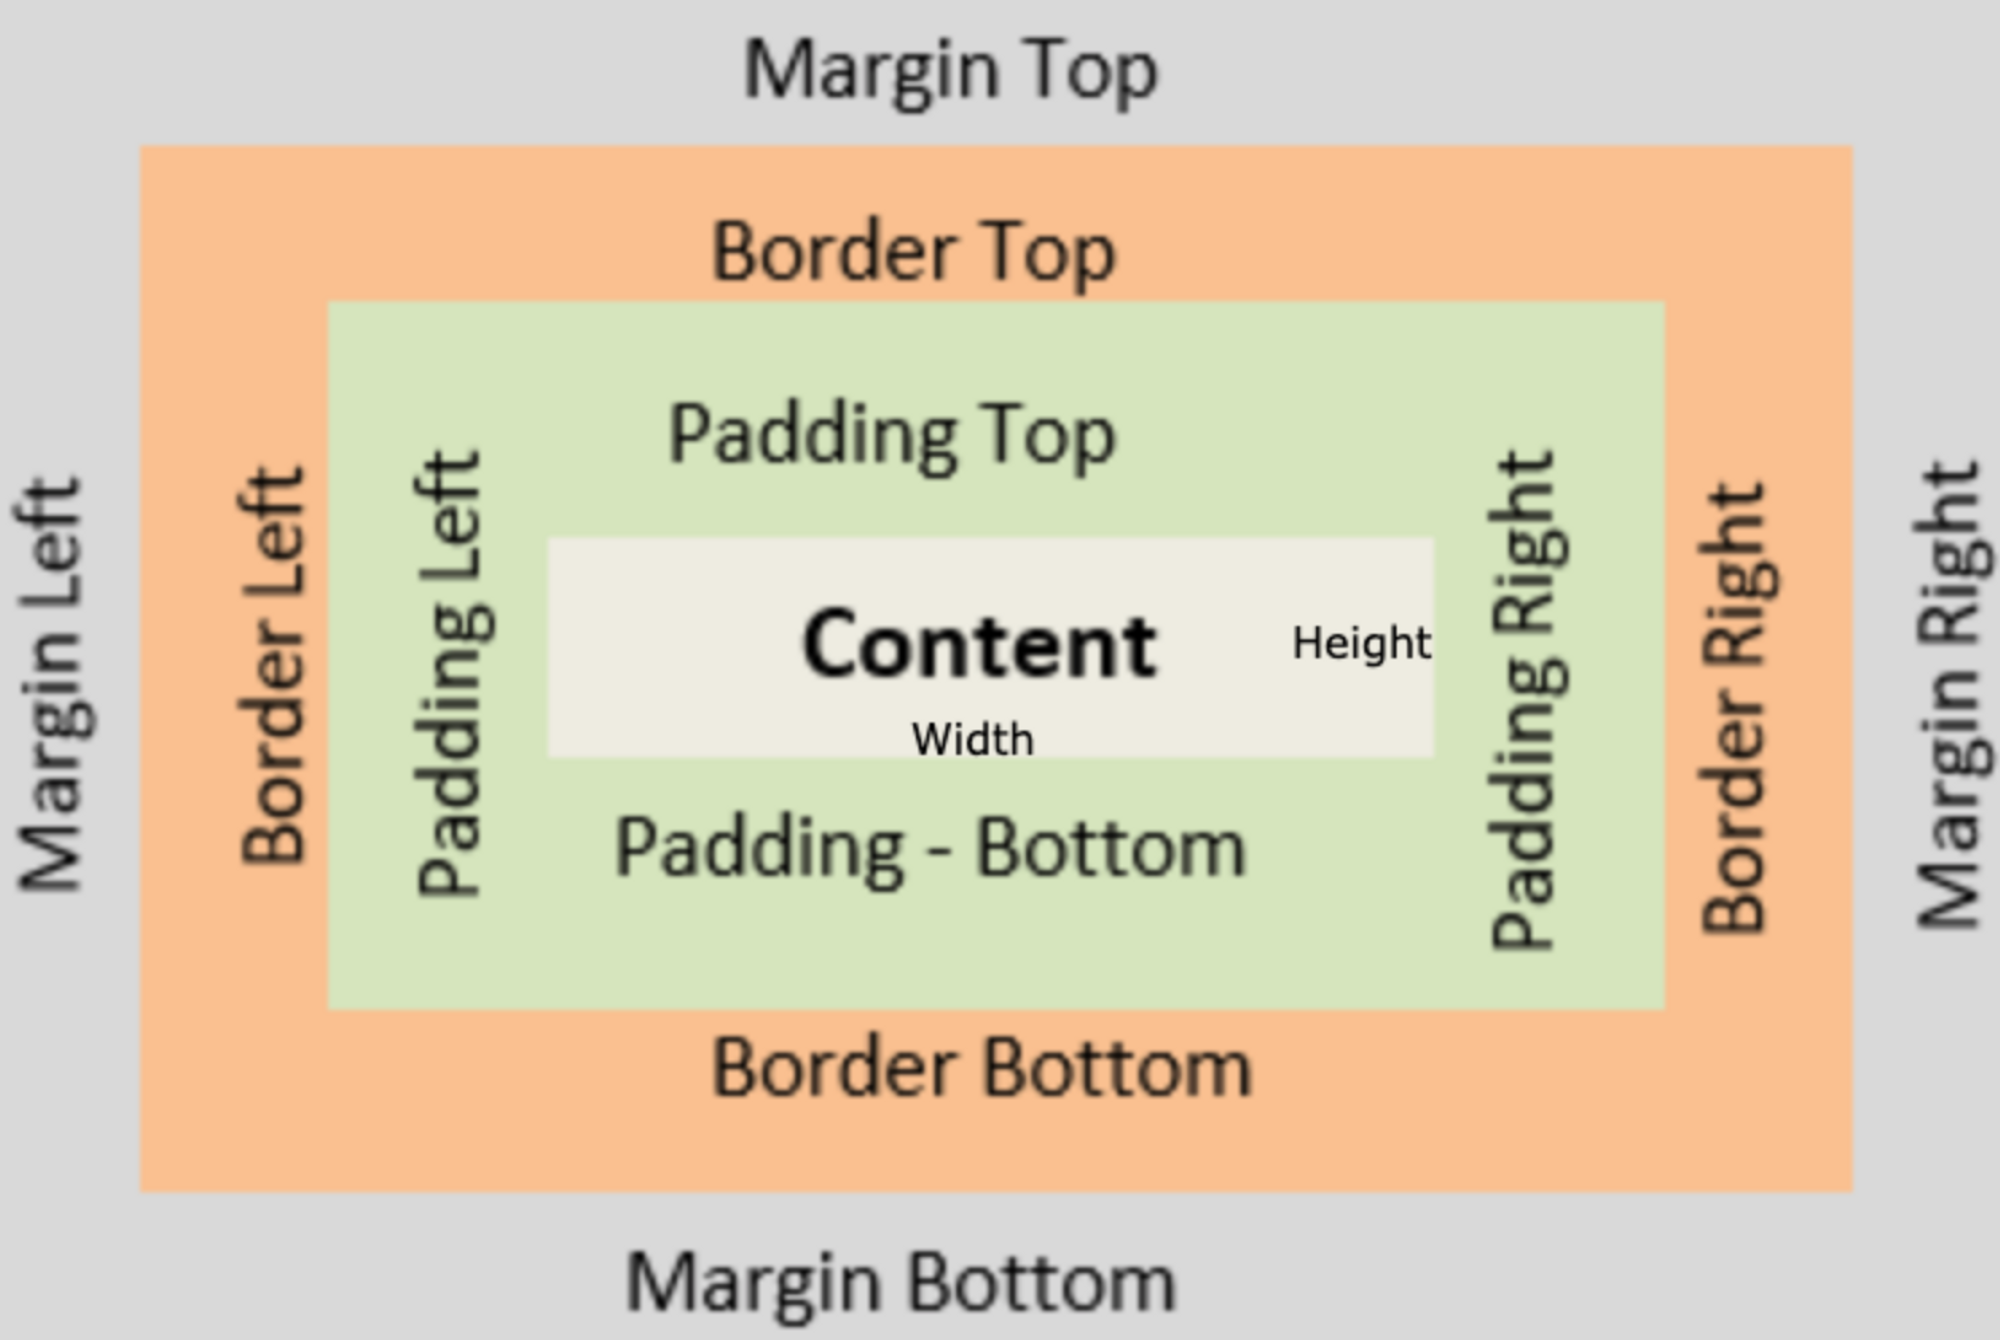 Margin Top
Border Top
Padding Top
Margin Left
Border Left
Padding Left
Content
Height
Width
Padding Right
Border Right
Margin Right
Padding - Bottom
Border Bottom
Margin Bottom